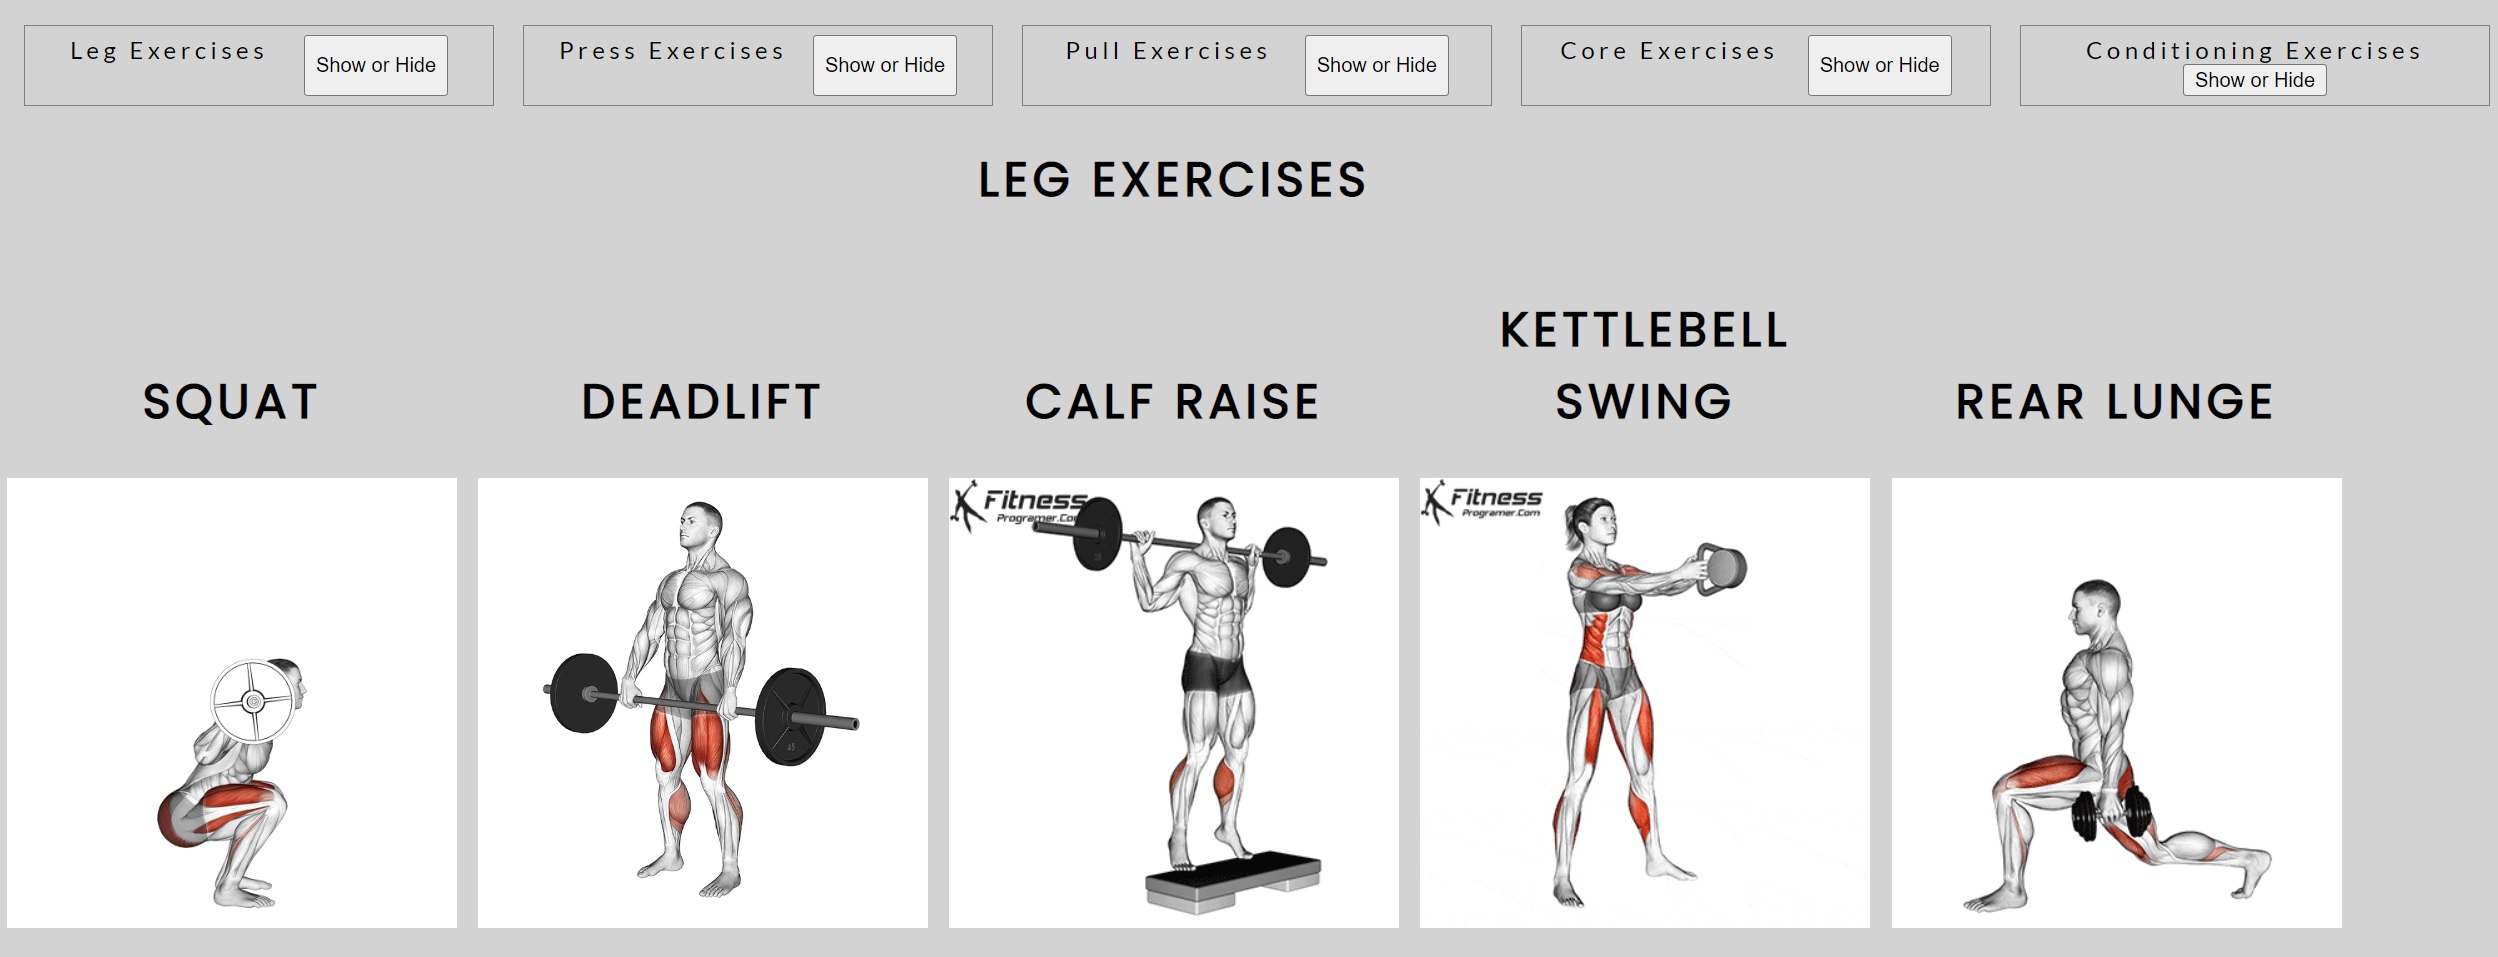 Leg Exercises
Show or Hide
Press Exercises
Show or Hide
Pull Exercises
Show or Hide
Core Exercises
Show or Hide
Conditioning Exercises
Show or Hide
LEG EXERCISES
SQUAT
DEADLIFT
CALF RAISE
KETTLEBELL
SWING
REAR LUNGE
45
Fitness
Programer.Co
Fitness
Programer.Com